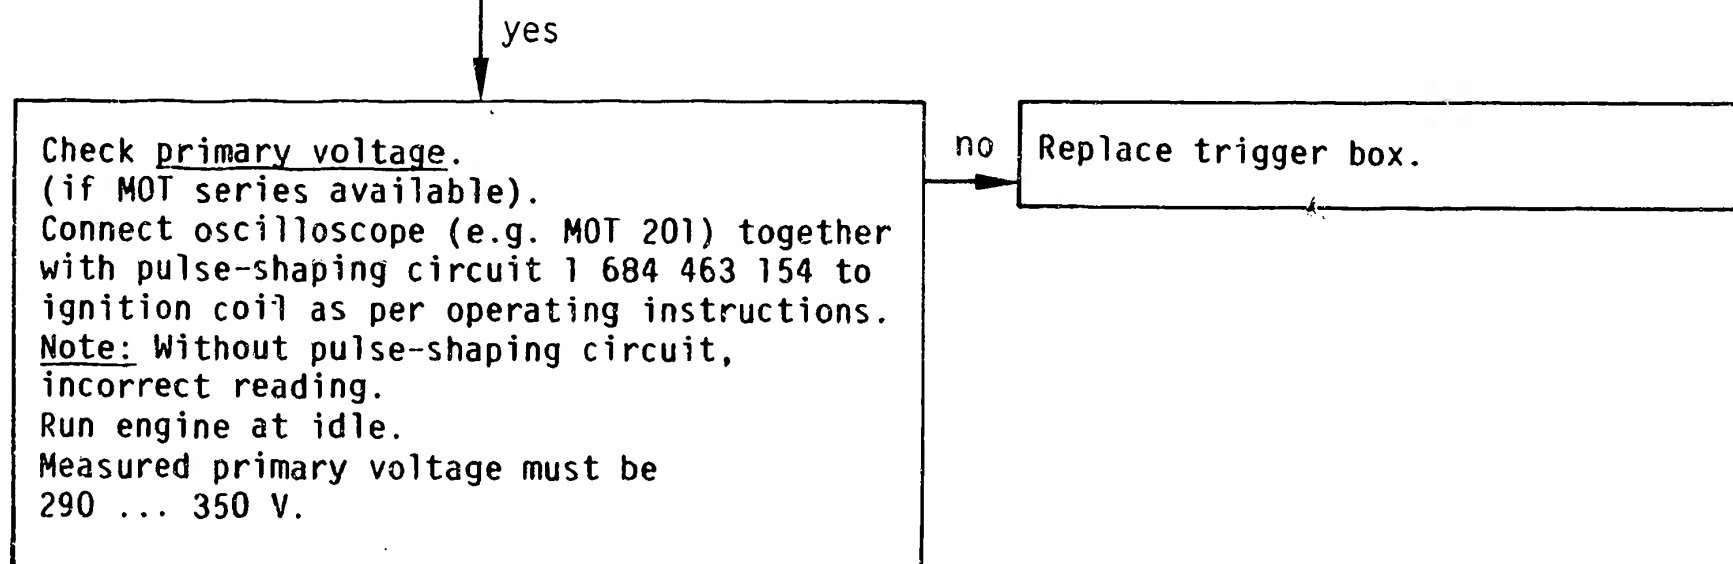 yes
Check primary voltage.
(if MOT series available).
Connect oscilloscope (e.g. MOT 201) together
with pulse-shaping circuit 1 684 463 154 to
ignition coil as per operating instructions.
Note: Without pulse-shaping circuit,
incorrect reading.
Run engine at idle.
Measured primary voltage must be
290 ... 350 V.
no
Replace trigger box.